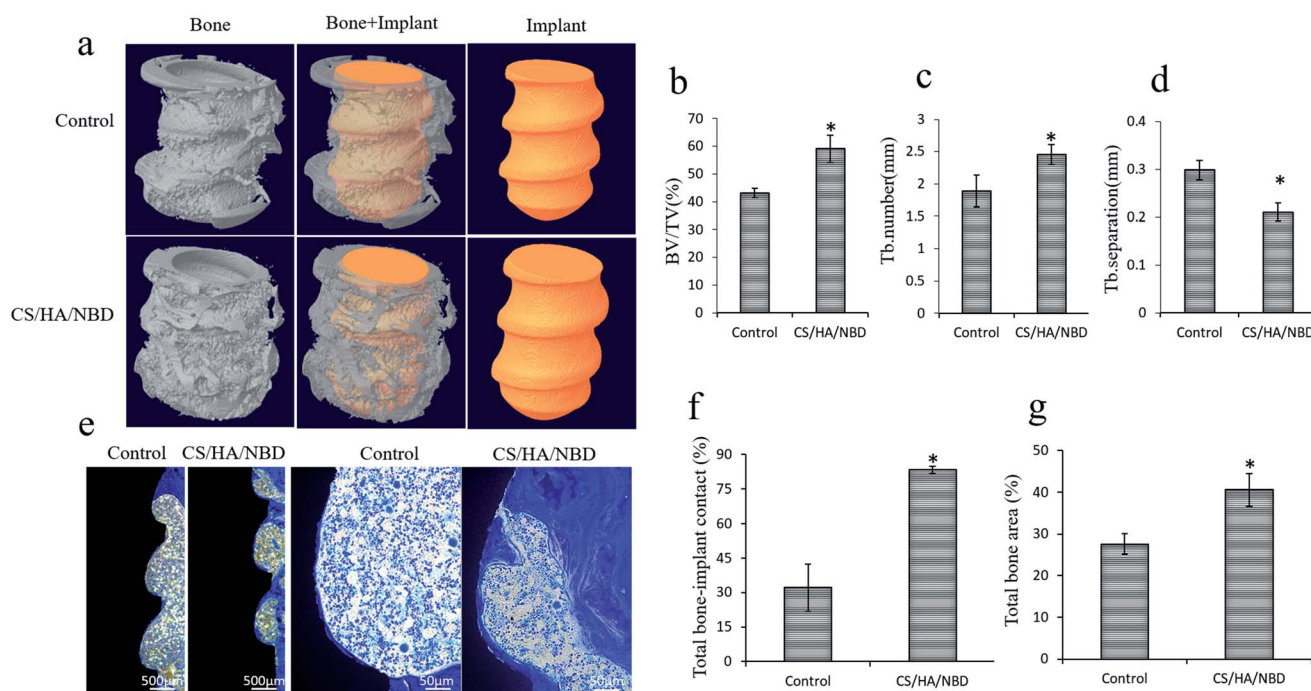 a
Bone
Bone+Implant
Implant
Control
CS/HA/NBD
b
BV/TV(%)
70
60
50
40
30
20
10
0
Control
CS/HA/NBD
*
c
Tb.number(mm)
3
2.5
2
1.5
1
0.5
0
Control
CS/HA/NBD
*
d
Tb.separation(mm)
0.4
0.3
0.2
0.1
0
Control
CS/HA/NBD
*
e
Control
CS/HA/NBD
Control
CS/HA/NBD
500μm
500μm
50μm
50μm
f
Total bone-implant contact (%)
90
75
60
45
30
15
0
Control
CS/HA/NBD
*
g
Total bone area (%)
50
40
30
20
10
0
Control
CS/HA/NBD
*